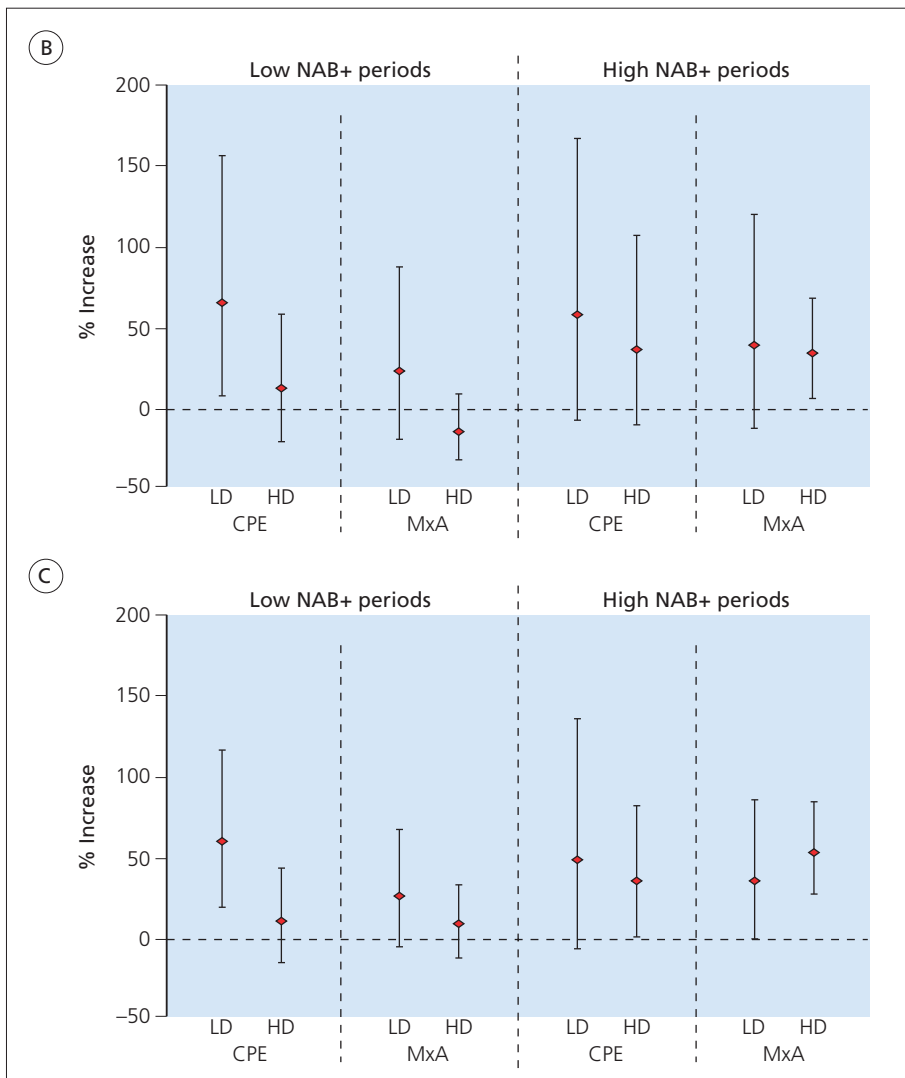 B
Low NAB+ periods High NAB+ periods
200
150
100
50
0
–50
% Increase
LD HD LD HD LD HD LD HD
CPE MxA CPE MxA
C
Low NAB+ periods High NAB+ periods
200
150
100
50
0
–50
% Increase
LD HD LD HD LD HD LD HD
CPE MxA CPE MxA